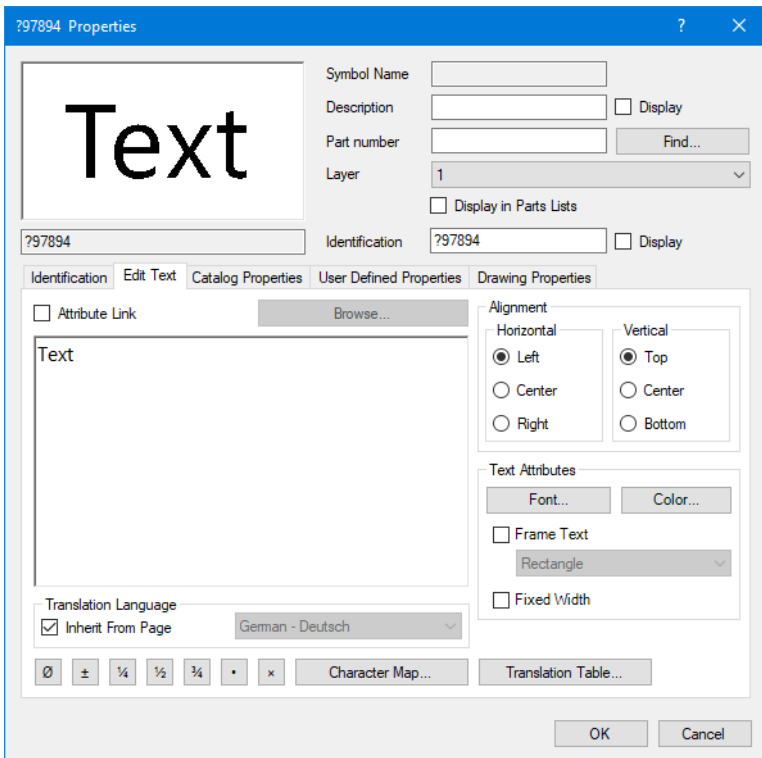 ?97894 Properties
?
Text
Symbol Name
Description
Display
Part number
Find...
Layer
1
Display in Parts Lists
?97894
Identification
?97894
Display
Identification
Edit Text
Catalog Properties
User Defined Properties
Drawing Properties
Attribute Link
Browse...
Text
Alignment
Horizontal
Left
Center
Right
Vertical
Top
Center
Bottom
Text Attributes
Font...
Color...
Frame Text
Rectangle
Fixed Width
Translation Language
Inherit From Page
German - Deutsch
Ø
±
¼
½
¾
•
×
Character Map...
Translation Table...
OK
Cancel